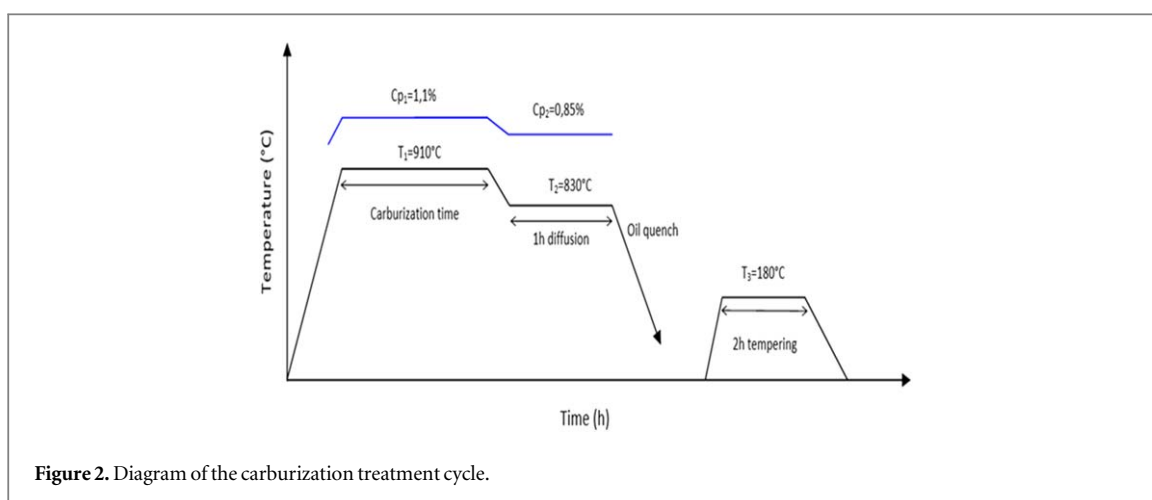 Cp₁=1,1%
Cp₂=0,85%
T₁=910°C
T₂=830°C
Carburization time
1h diffusion
Oil quench
T₃=180°C
2h tempering
Temperature (°C)
Time (h)
Figure 2. Diagram of the carburization treatment cycle.